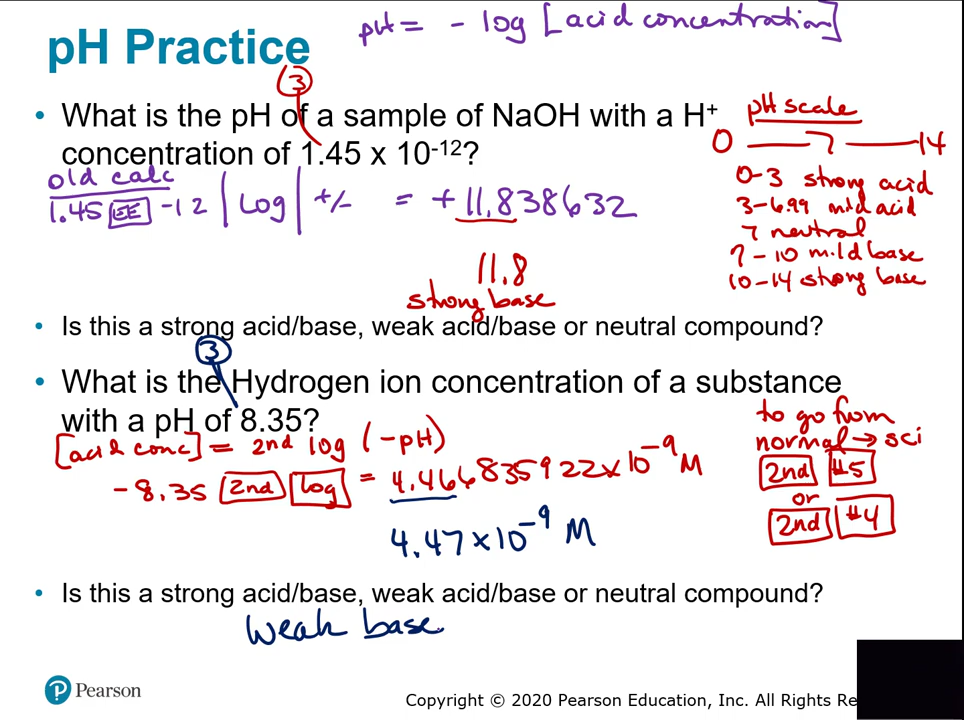 pH = - log [acid concentration]
pH Practice
③
• What is the pH of a sample of NaOH with a H⁺
concentration of 1.45 x 10⁻¹²?
pH scale
0 — 7 — 14
0-3 strong acid
3-6.99 mild acid
7 neutral
7-10 mild base
10-14 strong base
old calc
1.45 EE -12 | log | +/- = +11.838632
11.8
strong base
• Is this a strong acid/base, weak acid/base or neutral compound?
③
• What is the Hydrogen ion concentration of a substance
with a pH of 8.35?
[acid conc] = 2nd log (-pH)
-8.35 2nd log = 4.466835922 x 10⁻⁹ M
4.47 x 10⁻⁹ M
to go from
normal → sci
2nd #5
or
2nd #4
• Is this a strong acid/base, weak acid/base or neutral compound?
Weak base
Pearson
Copyright © 2020 Pearson Education, Inc. All Rights Re